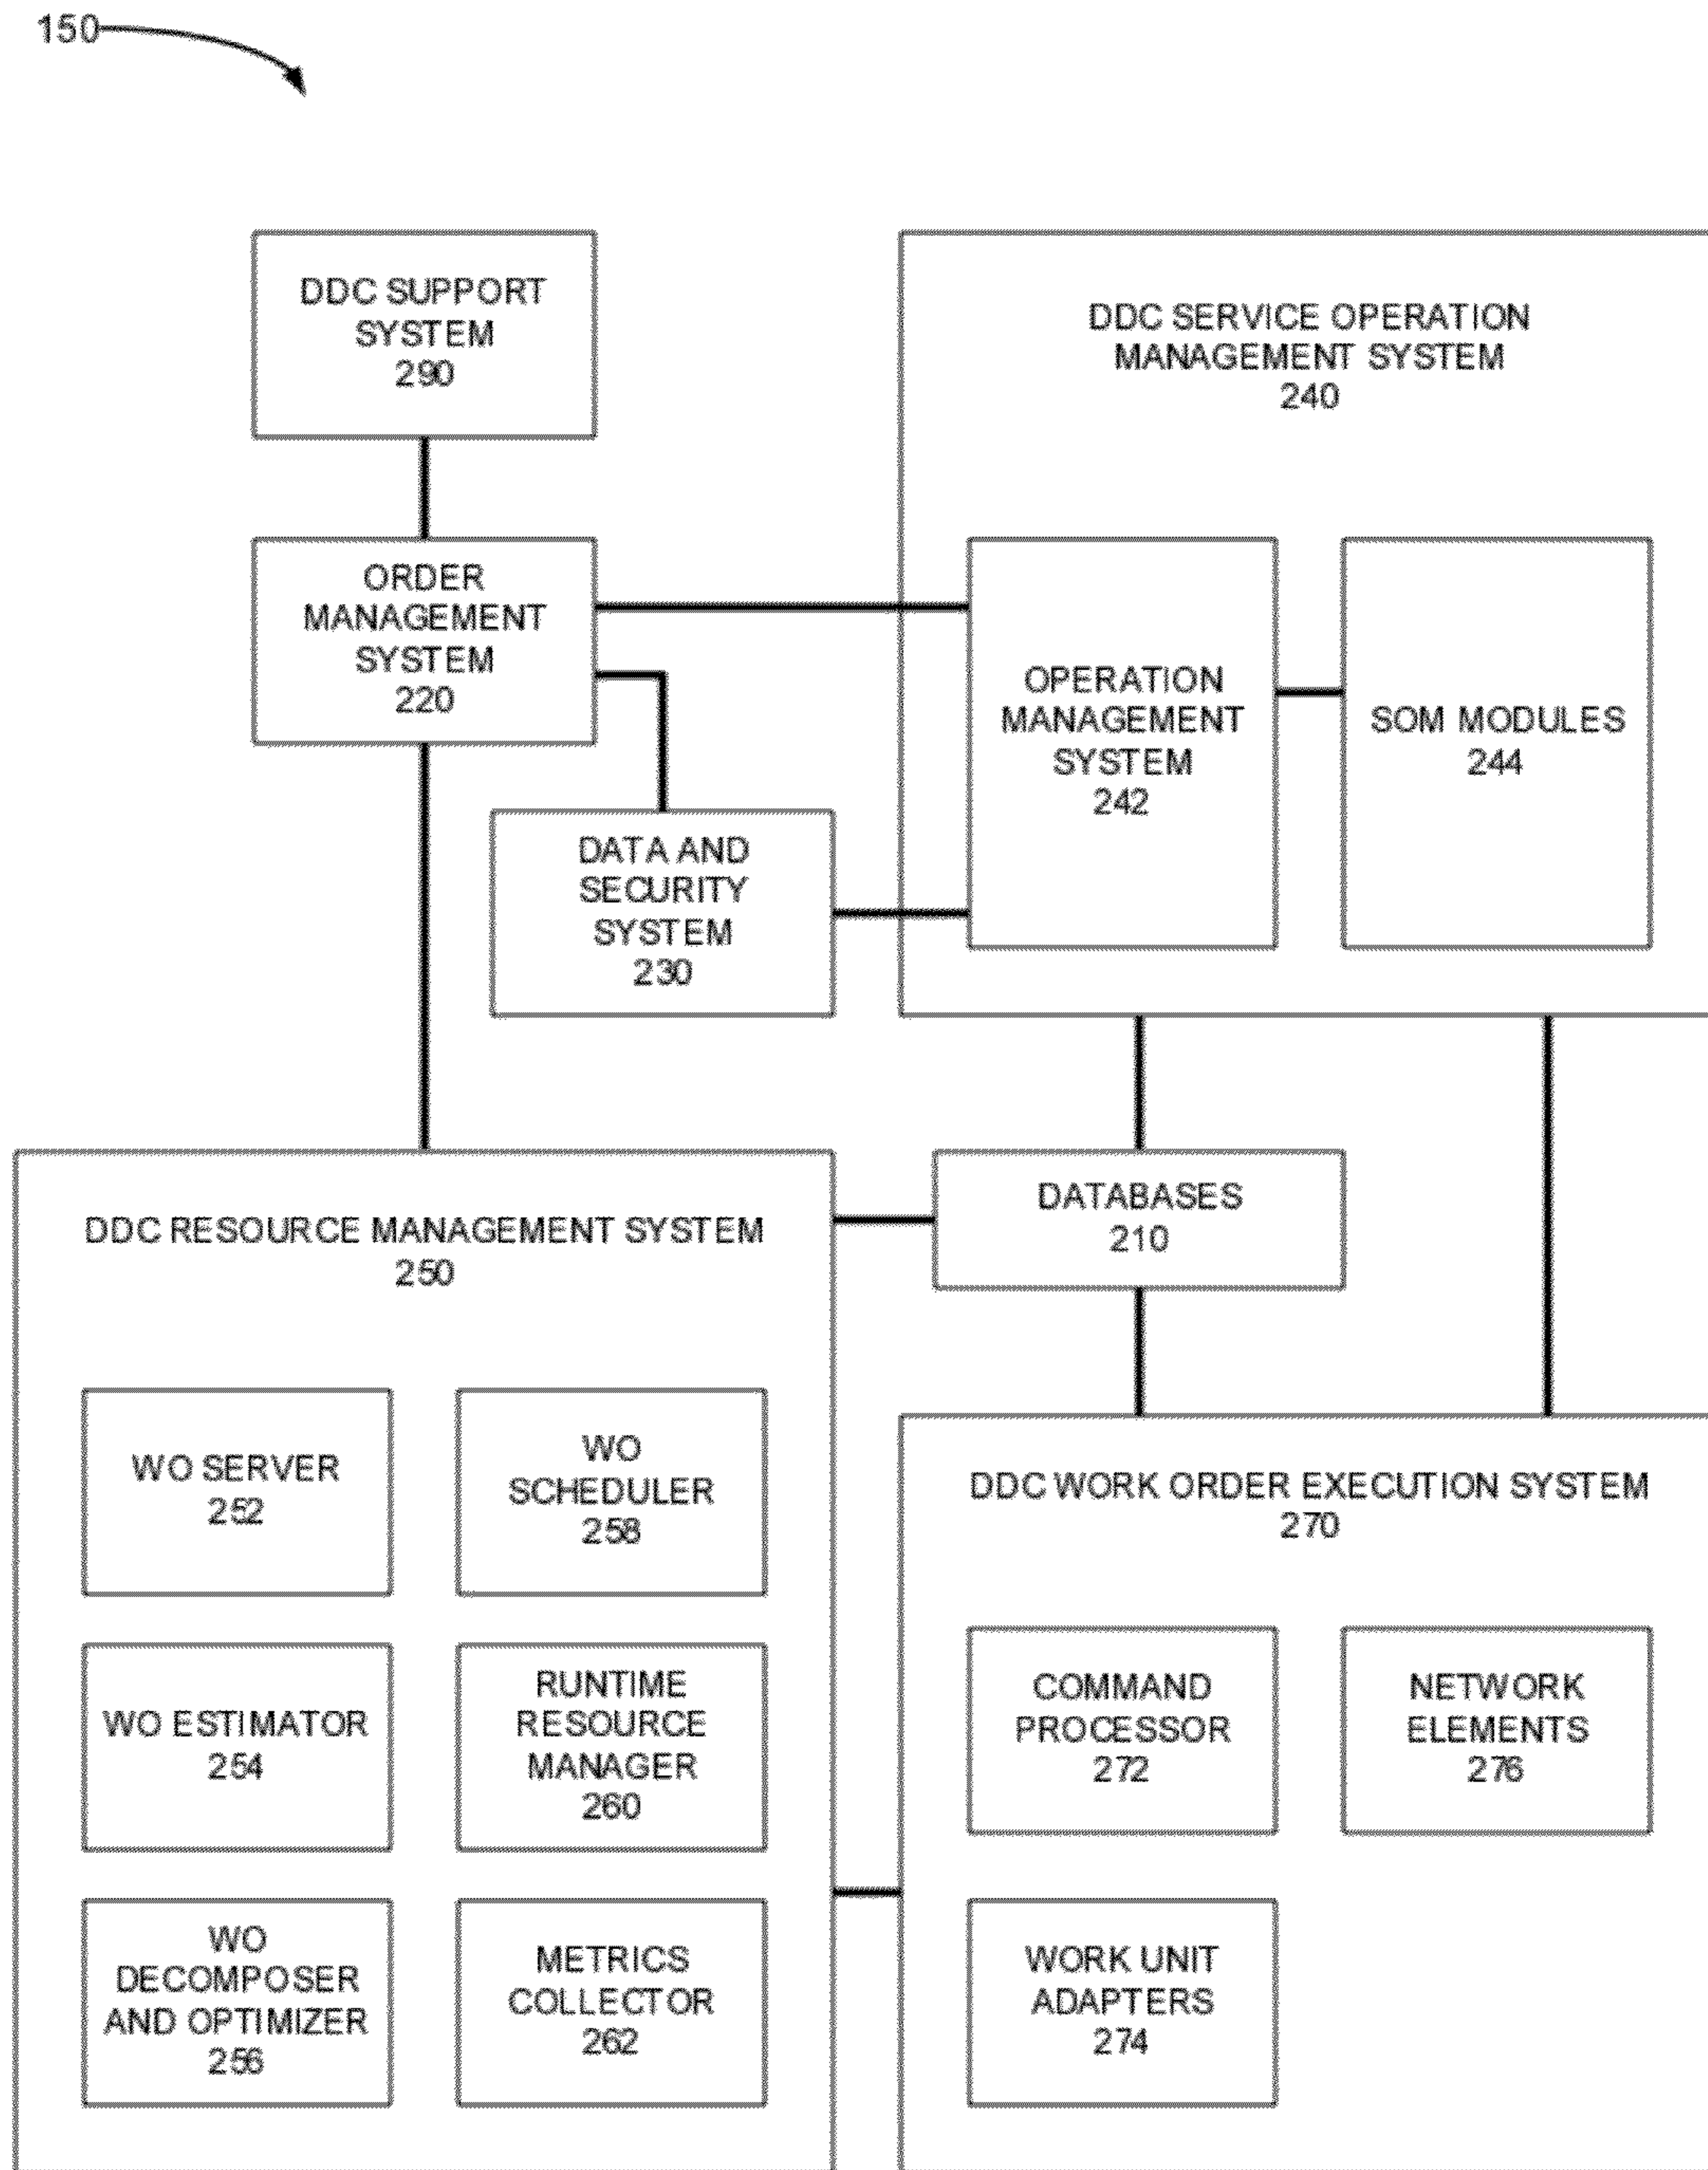 150
DDC SUPPORT
SYSTEM
290
DDC SERVICE OPERATION
MANAGEMENT SYSTEM
240
ORDER
MANAGEMENT
SYSTEM
220
OPERATION
MANAGEMENT
SYSTEM
242
SOM MODULES
244
DATA AND
SECURITY
SYSTEM
230
DATABASES
210
DDC RESOURCE MANAGEMENT SYSTEM
250
WO SERVER
252
WO
SCHEDULER
258
WO ESTIMATOR
254
RUNTIME
RESOURCE
MANAGER
260
WO
DECOMPOSER
AND OPTIMIZER
256
METRICS
COLLECTOR
262
DDC WORK ORDER EXECUTION SYSTEM
270
COMMAND
PROCESSOR
272
NETWORK
ELEMENTS
276
WORK UNIT
ADAPTERS
274